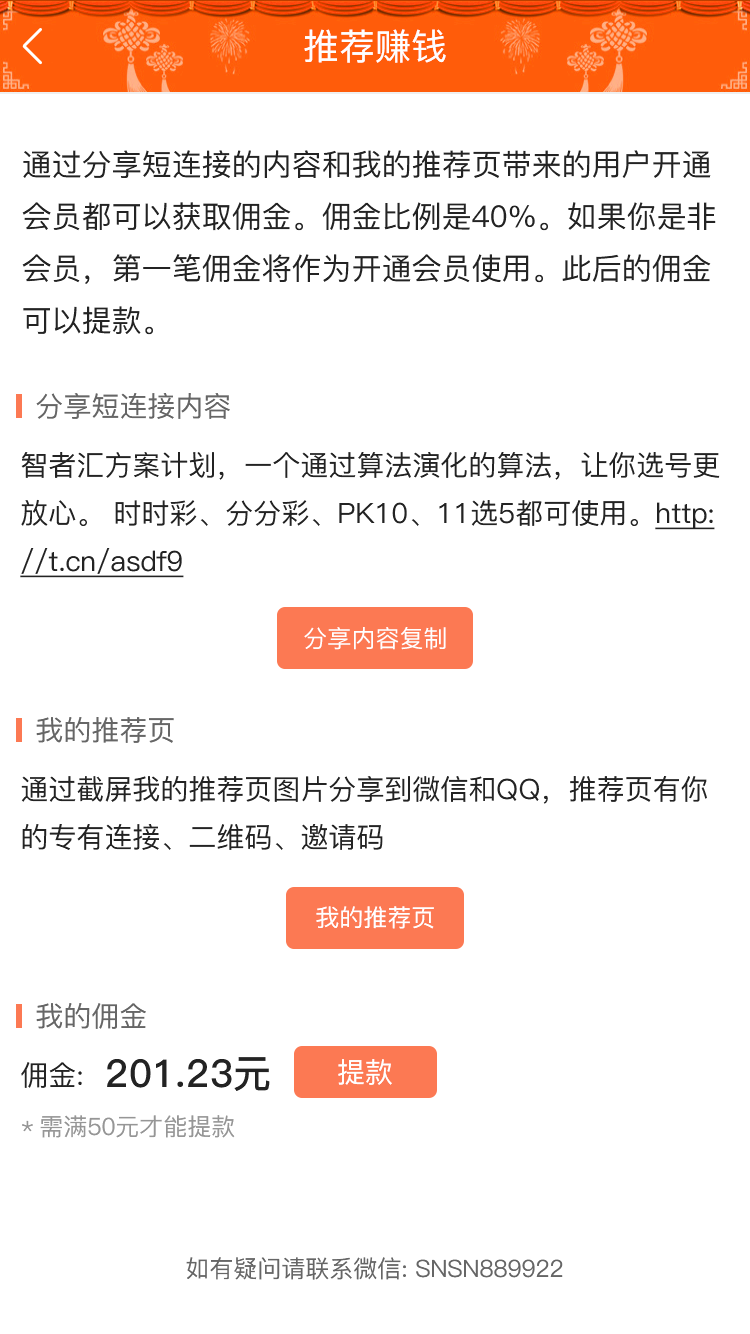 推荐赚钱
通过分享短连接的内容和我的推荐页带来的用户开通
会员都可以获取佣金。佣金比例是40%。如果你是非
会员，第一笔佣金将作为开通会员使用。此后的佣金
可以提款。
分享短连接内容
智者汇方案计划，一个通过算法演化的算法，让你选号更
放心。 时时彩、分分彩、PK10、11选5都可使用。http:
//t.cn/asdf9
分享内容复制
我的推荐页
通过截屏我的推荐页图片分享到微信和QQ，推荐页有你
的专有连接、二维码、邀请码
我的推荐页
我的佣金
佣金: 201.23元 提款
* 需满50元才能提款
如有疑问请联系微信: SNSN889922